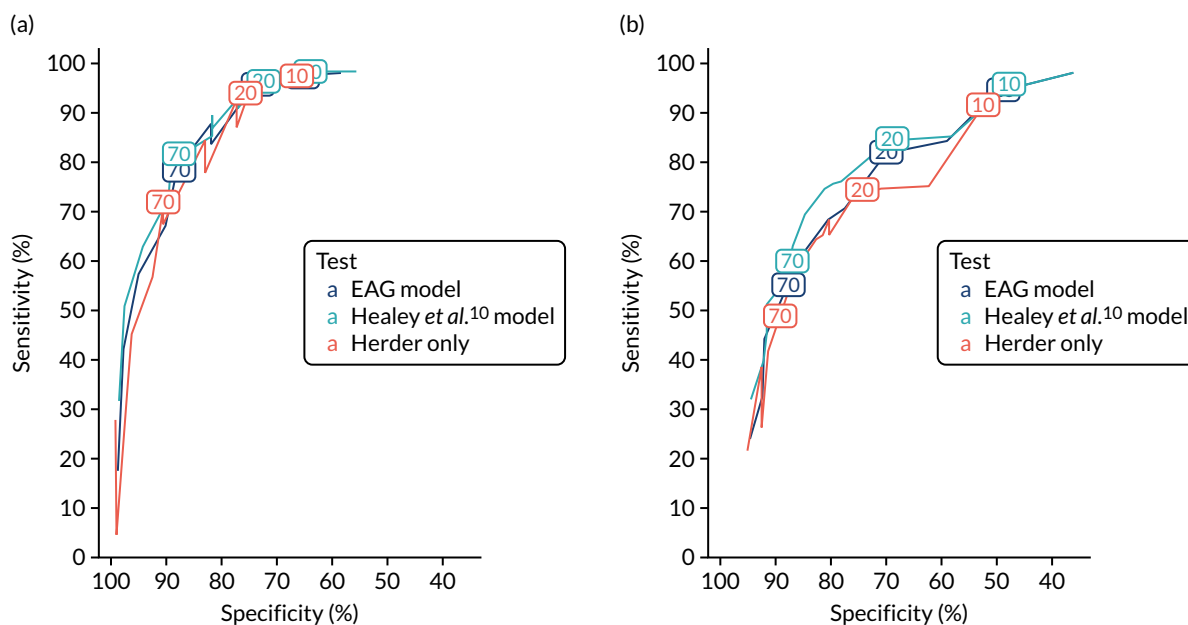 (a)
100
90
80
70
60
50
40
30
20
10
0
Sensitivity (%)
100 90 80 70 60 50 40
Specificity (%)
20
10
20
70
70
70
Test
a EAG model
a Healey et al.¹⁰ model
a Herder only
(b)
100
90
80
70
60
50
40
30
20
10
0
Sensitivity (%)
100 90 80 70 60 50 40
Specificity (%)
10
10
20
20
20
70
70
70
Test
a EAG model
a Healey et al.¹⁰ model
a Herder only